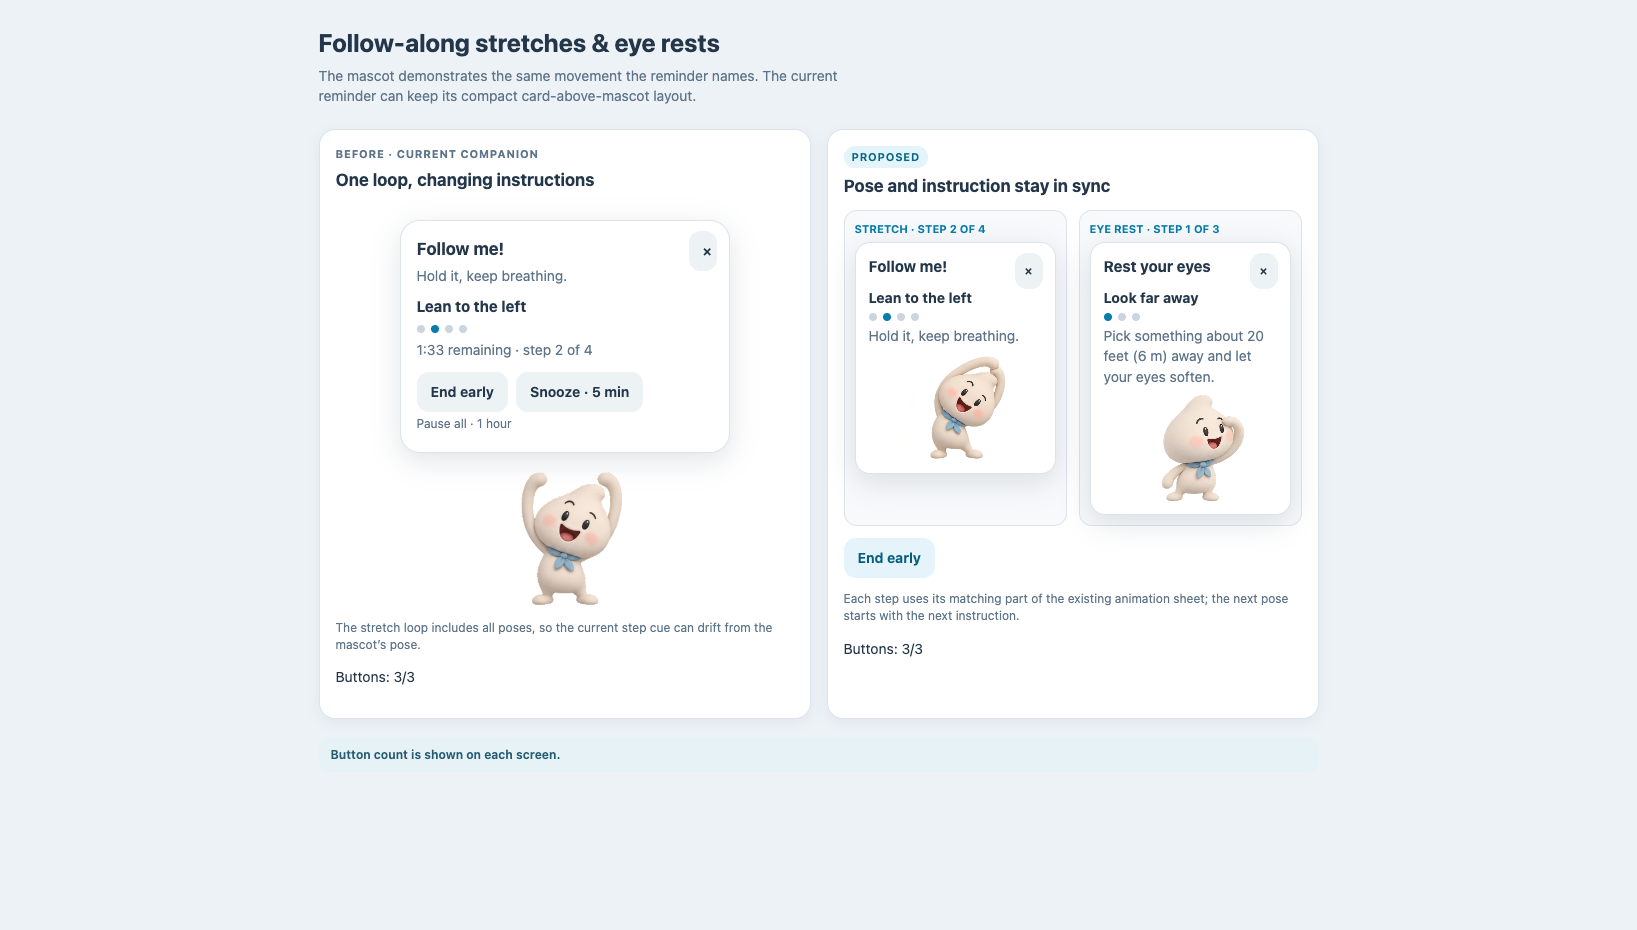 Follow-along stretches & eye rests
The mascot demonstrates the same movement the reminder names. The current
reminder can keep its compact card-above-mascot layout.
BEFORE · CURRENT COMPANION
One loop, changing instructions
Follow me!
×
Hold it, keep breathing.
Lean to the left
1:33 remaining · step 2 of 4
End early
Snooze · 5 min
Pause all · 1 hour
The stretch loop includes all poses, so the current step cue can drift from the
mascot’s pose.
Buttons: 3/3
PROPOSED
Pose and instruction stay in sync
STRETCH · STEP 2 OF 4
Follow me!
×
Lean to the left
Hold it, keep breathing.
EYE REST · STEP 1 OF 3
Rest your eyes
×
Look far away
Pick something about 20
feet (6 m) away and let
your eyes soften.
End early
Each step uses its matching part of the existing animation sheet; the next pose
starts with the next instruction.
Buttons: 3/3
Button count is shown on each screen.